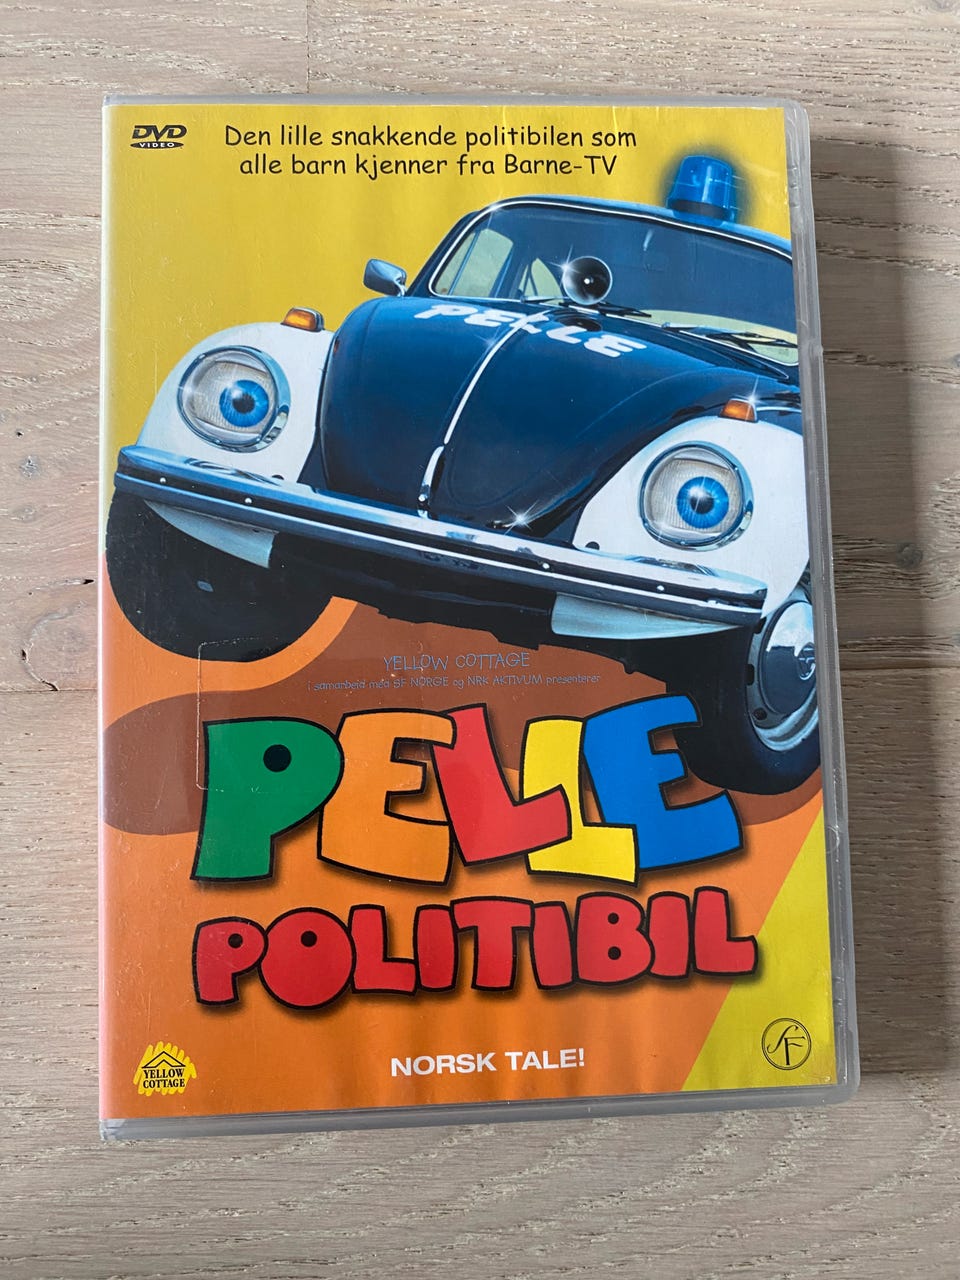 DVD
VIDEO
Den lille snakkende politibilen som
alle barn kjenner fra Barne-TV
PELLE
YELLOW COTTAGE
i samarbeid med SF NORGE og NRK AKTIVUM presenterer
PELLE
POLITIBIL
NORSK TALE!
YELLOW
COTTAGE
SF